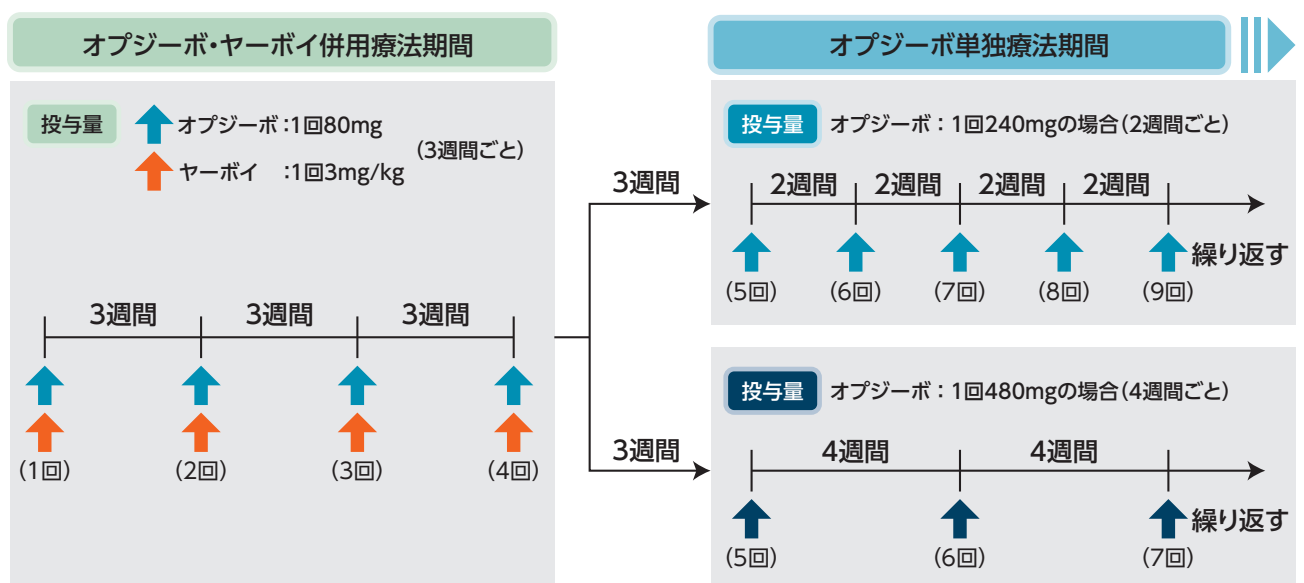 オプジーボ・ヤーボイ併用療法期間
投与量
オプジーボ：1回80mg
ヤーボイ　：1回3mg/kg
（3週間ごと）
3週間 3週間 3週間
(1回) (2回) (3回) (4回)
3週間
3週間
オプジーボ単独療法期間
投与量 オプジーボ：1回240mgの場合（2週間ごと）
2週間 2週間 2週間 2週間
繰り返す
(5回) (6回) (7回) (8回) (9回)
投与量 オプジーボ：1回480mgの場合（4週間ごと）
4週間 4週間
繰り返す
(5回) (6回) (7回)